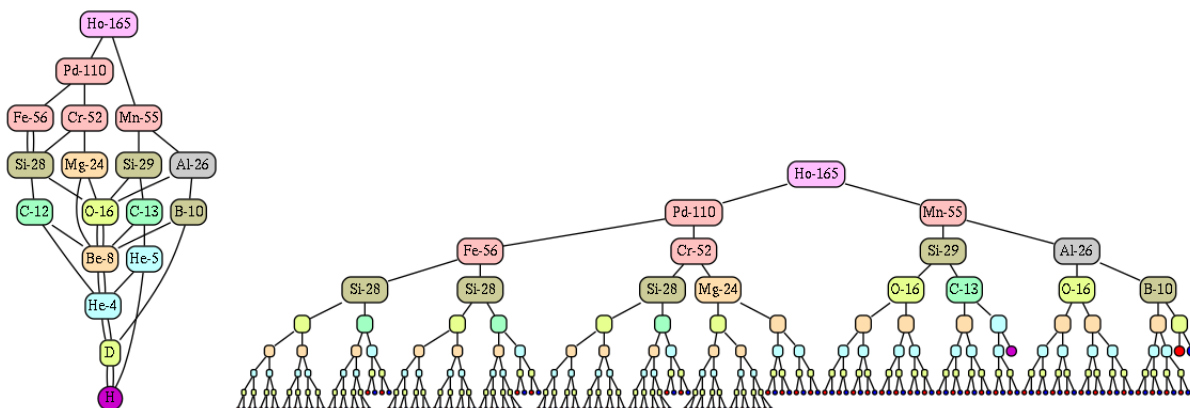 Ho-165
Pd-110
Fe-56 Cr-52 Mn-55
Si-28 Mg-24 Si-29 Al-26
C-12 O-16 C-13 B-10
Be-8 He-5
He-4
D
H
Ho-165
Pd-110 Mn-55
Fe-56 Cr-52 Si-29 Al-26
Si-28 Si-28 Si-28 Mg-24 O-16 C-13 O-16 B-10